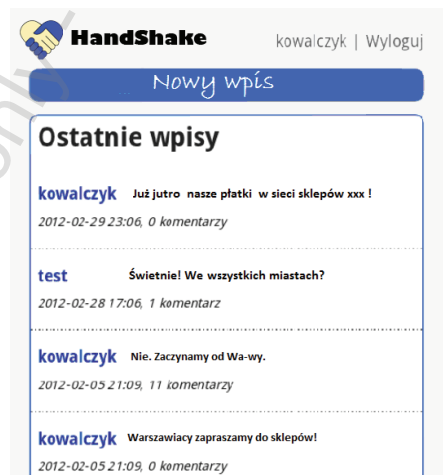 HandShake
kowalczyk | Wyloguj
Nowy wpis
Ostatnie wpisy
kowalczyk Już jutro nasze płatki w sieci sklepów xxx !
2012-02-29 23:06, 0 komentarzy
test Świetnie! We wszystkich miastach?
2012-02-28 17:06, 1 komentarz
kowalczyk Nie. Zaczynamy od Wa-wy.
2012-02-05 21:09, 11 komentarzy
kowalczyk Warszawiacy zapraszamy do sklepów!
2012-02-05 21:09, 0 komentarzy